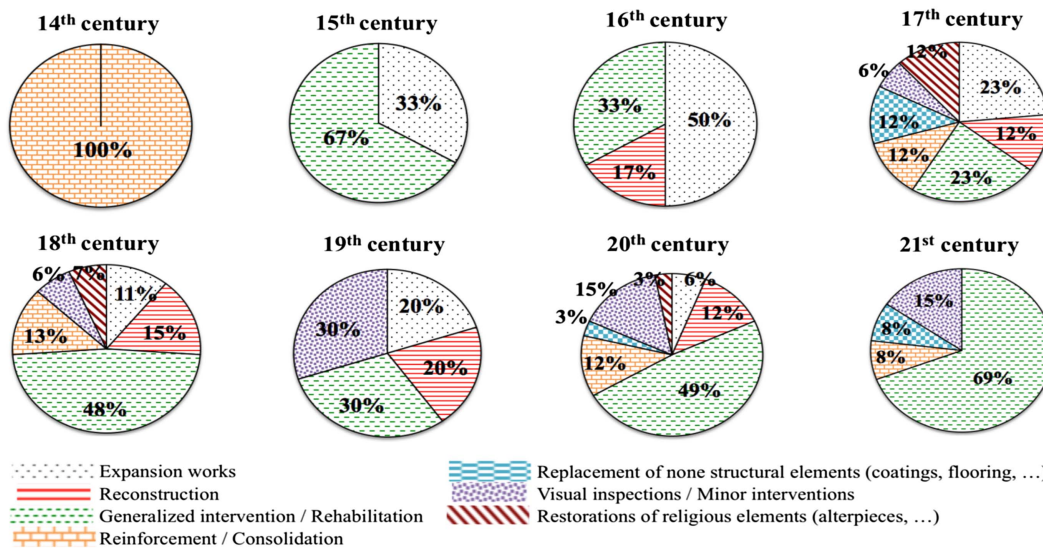 14th century
15th century
16th century
17th century
100%
33%
67%
50%
17%
33%
23%
12%
23%
12%
12%
6%
12%
18th century
19th century
20th century
21st century
11%
15%
48%
13%
6%
7%
20%
20%
30%
30%
6%
12%
49%
12%
3%
15%
3%
69%
8%
8%
15%
Expansion works
Reconstruction
Generalized intervention / Rehabilitation
Reinforcement / Consolidation
Replacement of none structural elements (coatings, flooring, …)
Visual inspections / Minor interventions
Restorations of religious elements (alterpieces, …)